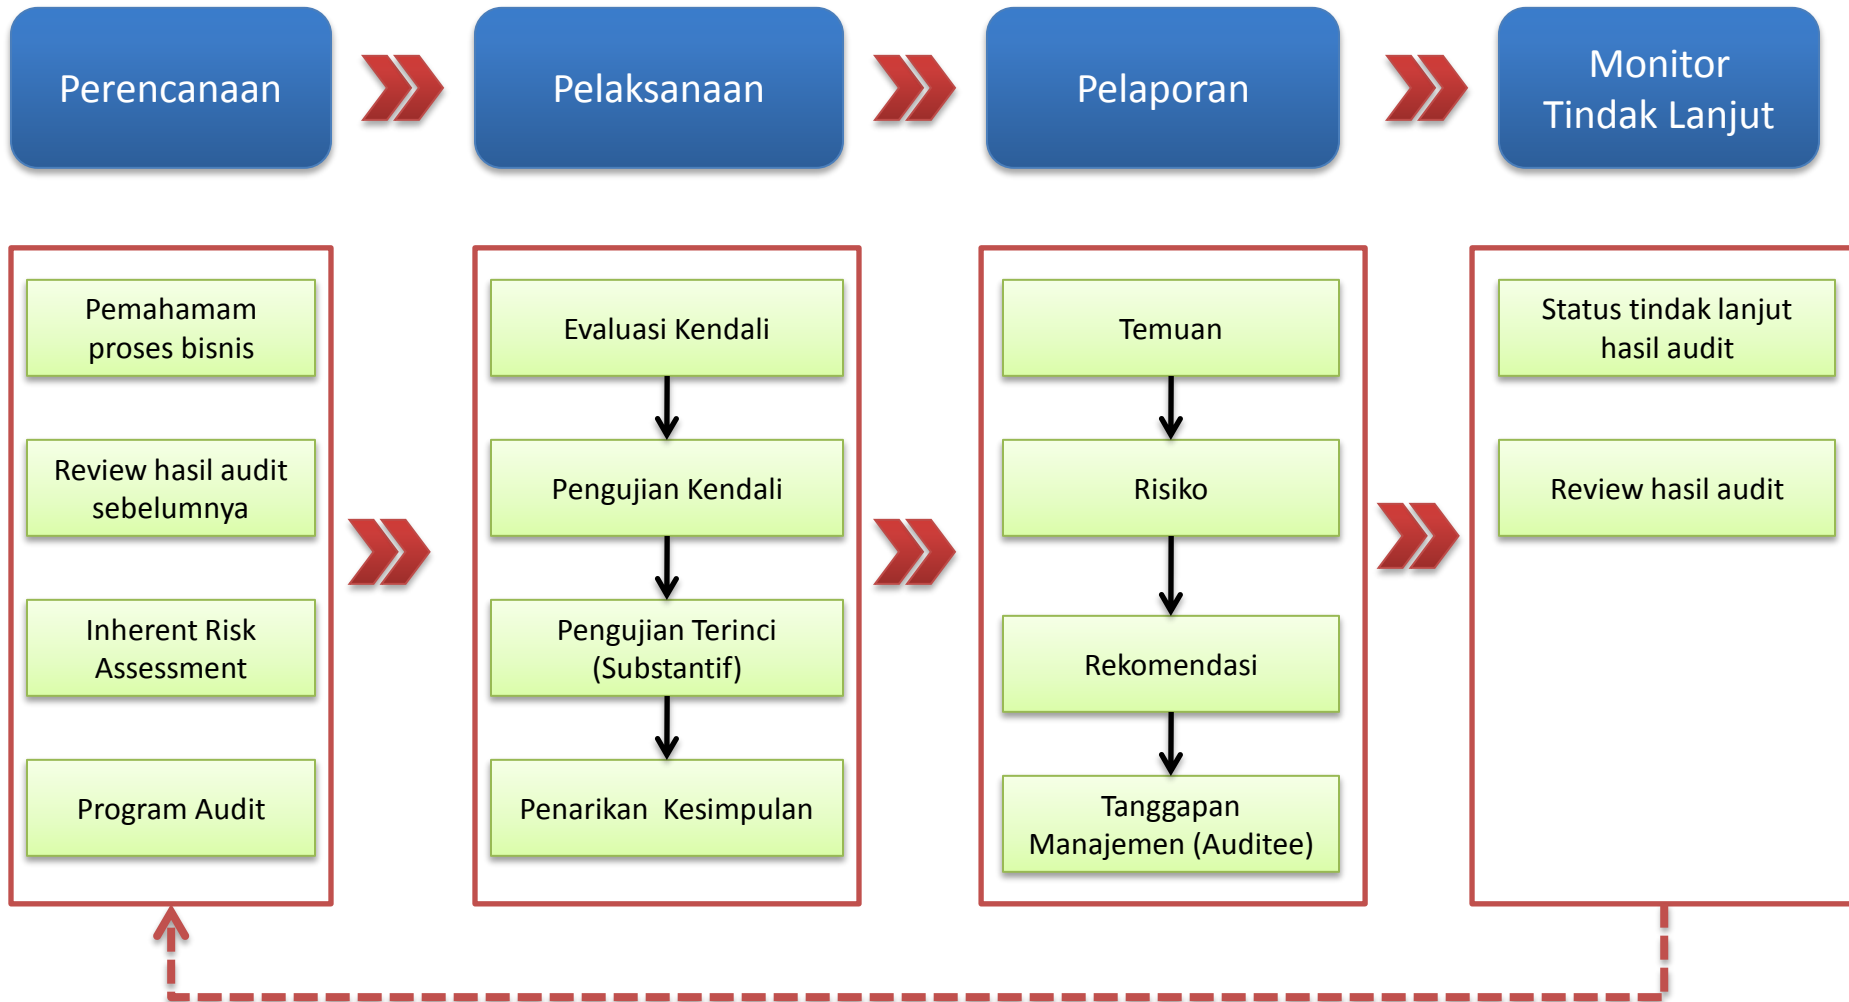 Perencanaan
Pelaksanaan
Pelaporan
Monitor
Tindak Lanjut
Pemahamam
proses bisnis
Review hasil audit
sebelumnya
Inherent Risk
Assessment
Program Audit
Evaluasi Kendali
Pengujian Kendali
Pengujian Terinci
(Substantif)
Penarikan  Kesimpulan
Temuan
Risiko
Rekomendasi
Tanggapan
Manajemen (Auditee)
Status tindak lanjut
hasil audit
Review hasil audit